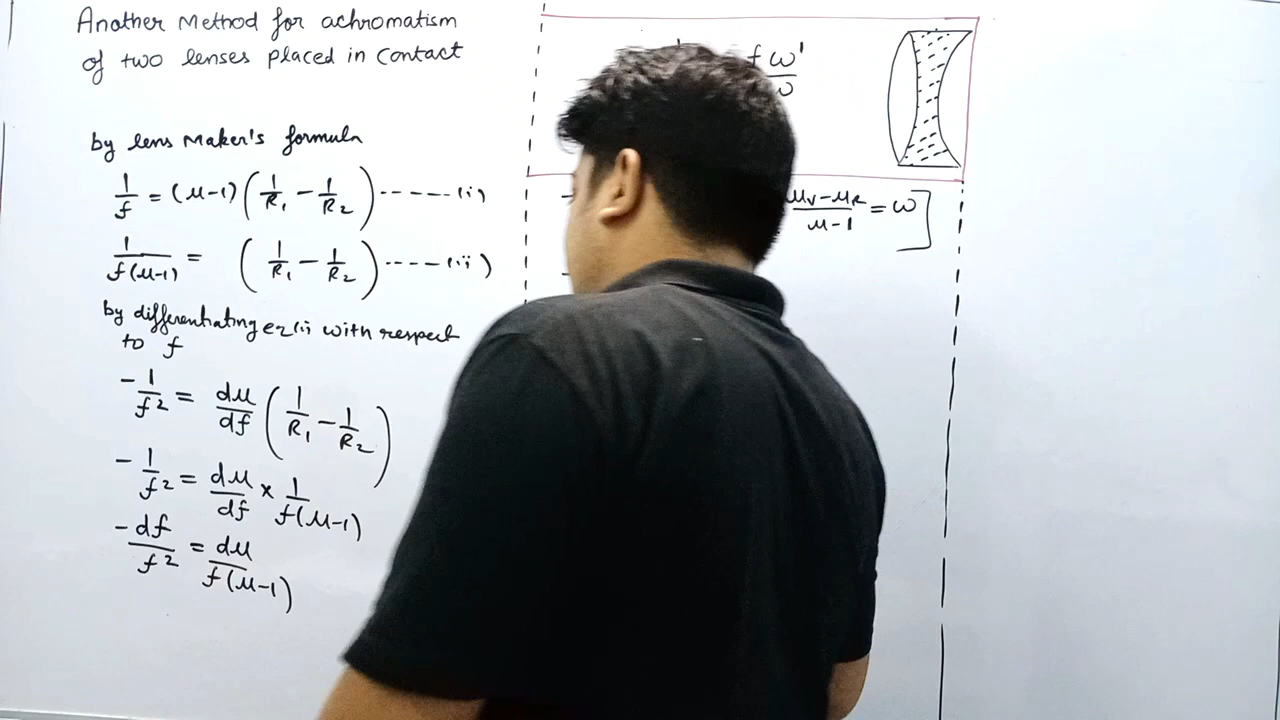 Another Method for achromatism
of two lenses placed in contact
by lens Maker's formula
1/f = (μ-1) (1/R₁ - 1/R₂) ------(i)
1/f(μ-1) = (1/R₁ - 1/R₂) -----(ii)
by differentiating eq(i) with respect
to f
-1/f² = dμ/df (1/R₁ - 1/R₂)
-1/f² = dμ/df × 1/f(μ-1)
-df/f² = dμ/f(μ-1)
f ω'/ω
μv-μR/μ-1 = ω]